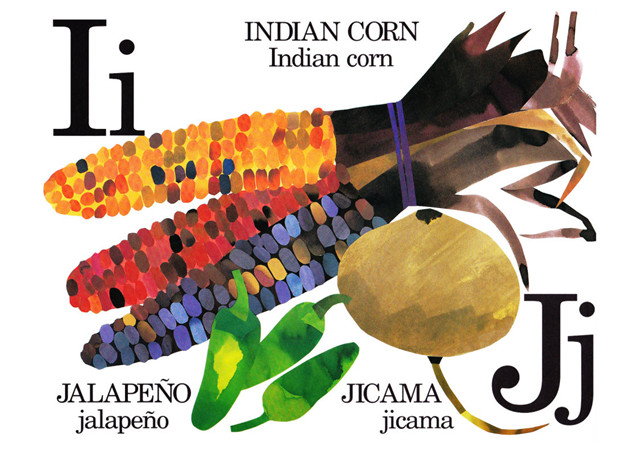 Ii
INDIAN CORN
Indian corn
JALAPEÑO
jalapeño
JICAMA
jicama
Jj